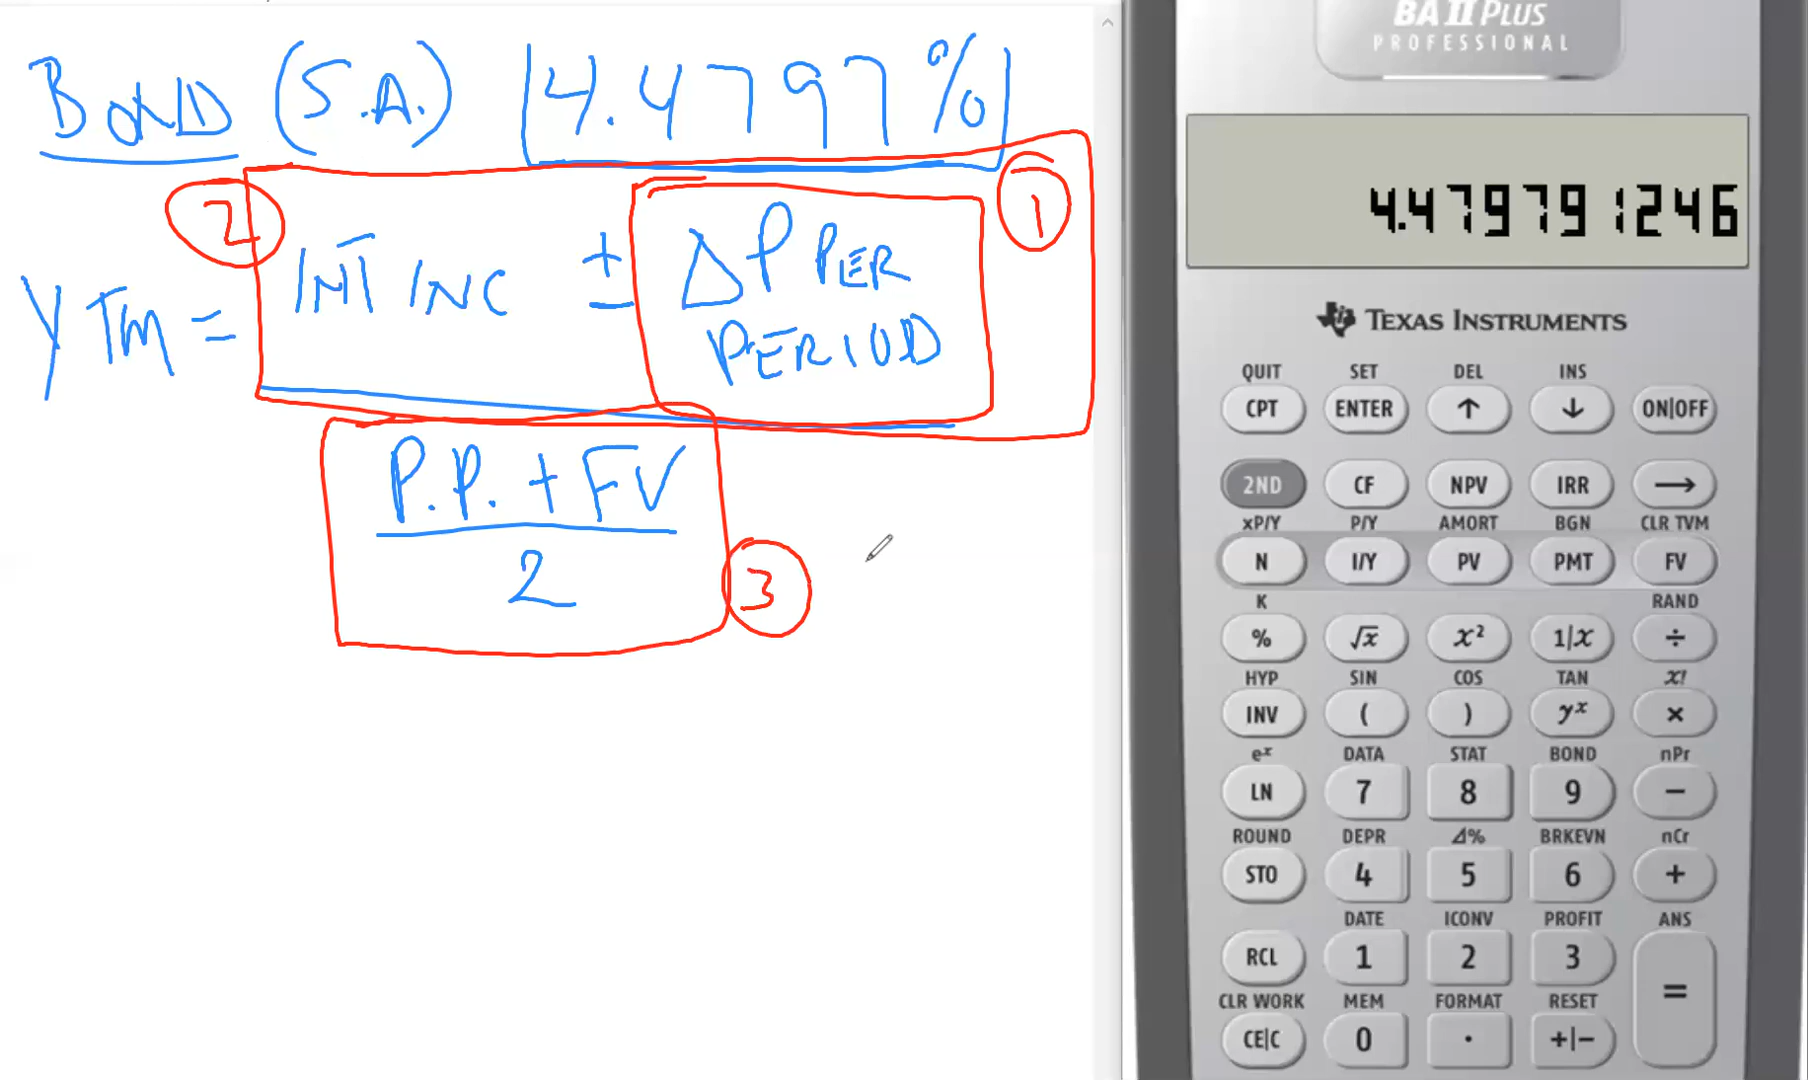 BOND (S.A.) 4.4797%
① ②
YTM = INT INC ± ΔP PER PERIOD
P.P. + FV
2
③
BA II PLUS
PROFESSIONAL
4.479791246
TEXAS INSTRUMENTS
QUIT SET DEL INS
CPT ENTER ↑ ↓ ON|OFF
2ND CF NPV IRR →
xP/Y P/Y AMORT BGN CLR TVM
N I/Y PV PMT FV
K RAND
% √x x² 1/x ÷
HYP SIN COS TAN x!
INV ( ) yˣ ×
eˣ DATA STAT BOND nPr
LN 7 8 9 −
ROUND DEPR Δ% BRKEVN nCr
STO 4 5 6 +
DATE ICONV PROFIT ANS
RCL 1 2 3 =
CLR WORK MEM FORMAT RESET
CE|C 0 . +|−